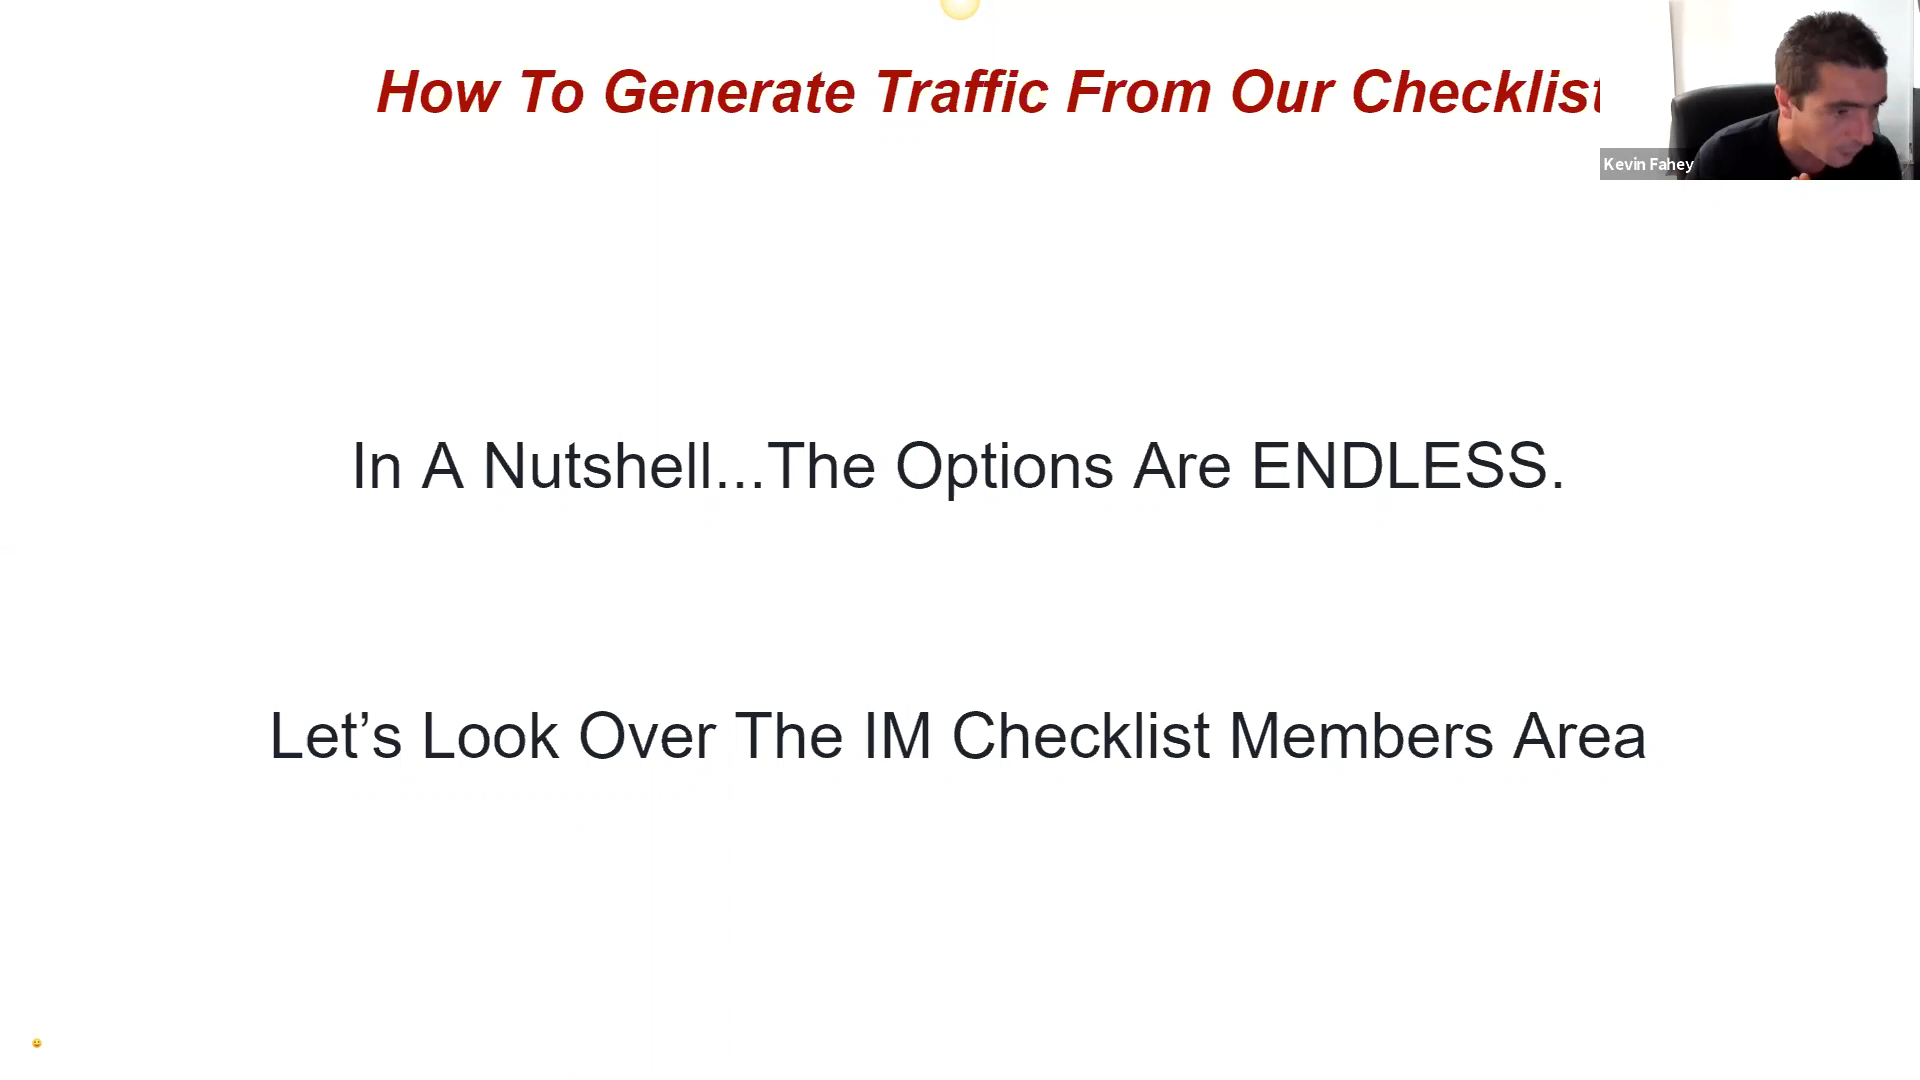 How To Generate Traffic From Our Checklist
Kevin Fahey
In A Nutshell...The Options Are ENDLESS.
Let’s Look Over The IM Checklist Members Area